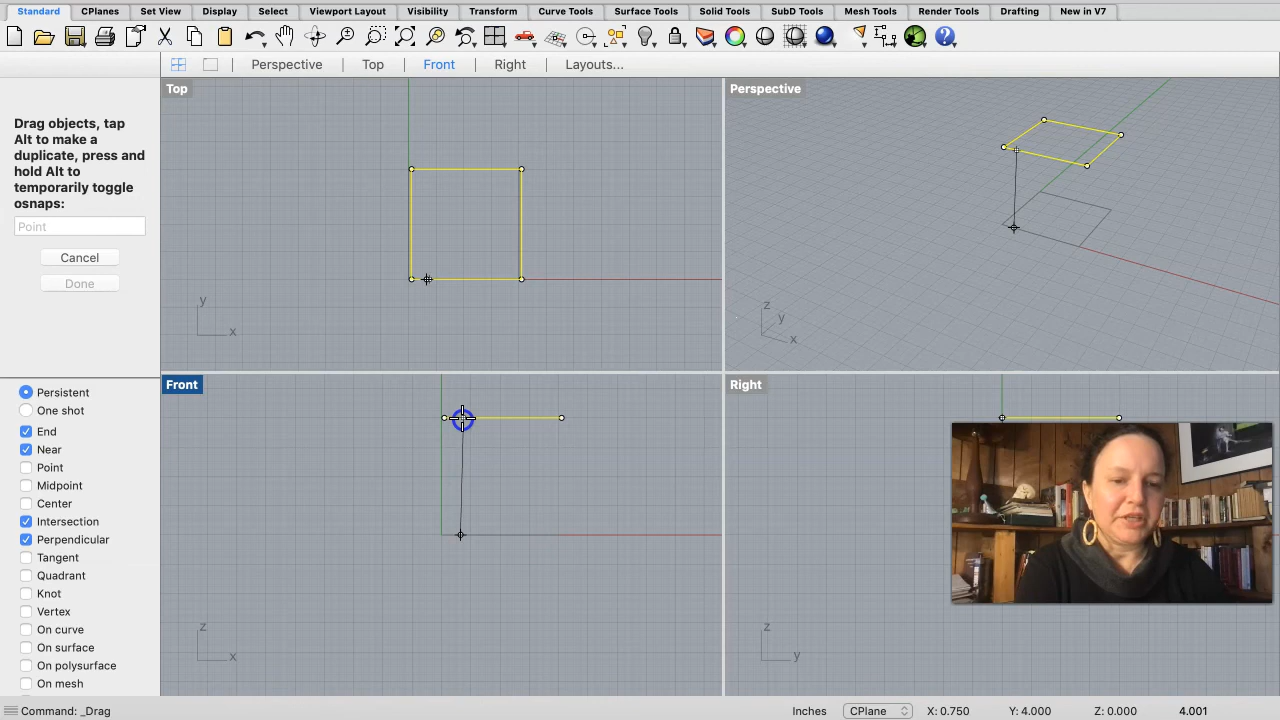 Standard CPlanes Set View Display Select Viewport Layout Visibility Transform Curve Tools Surface Tools Solid Tools SubD Tools Mesh Tools Render Tools Drafting New in V7
Perspective Top Front Right Layouts...
Top
Perspective
Drag objects, tap
Alt to make a
duplicate, press and
hold Alt to
temporarily toggle
osnaps:
Point
Cancel
Done
y
x
z
y
x
Front
Right
Persistent
One shot
End
Near
Point
Midpoint
Center
Intersection
Perpendicular
Tangent
Quadrant
Knot
Vertex
On curve
On surface
On polysurface
On mesh
z
x
z
y
Command: _Drag
Inches CPlane X: 0.750 Y: 4.000 Z: 0.000 4.001